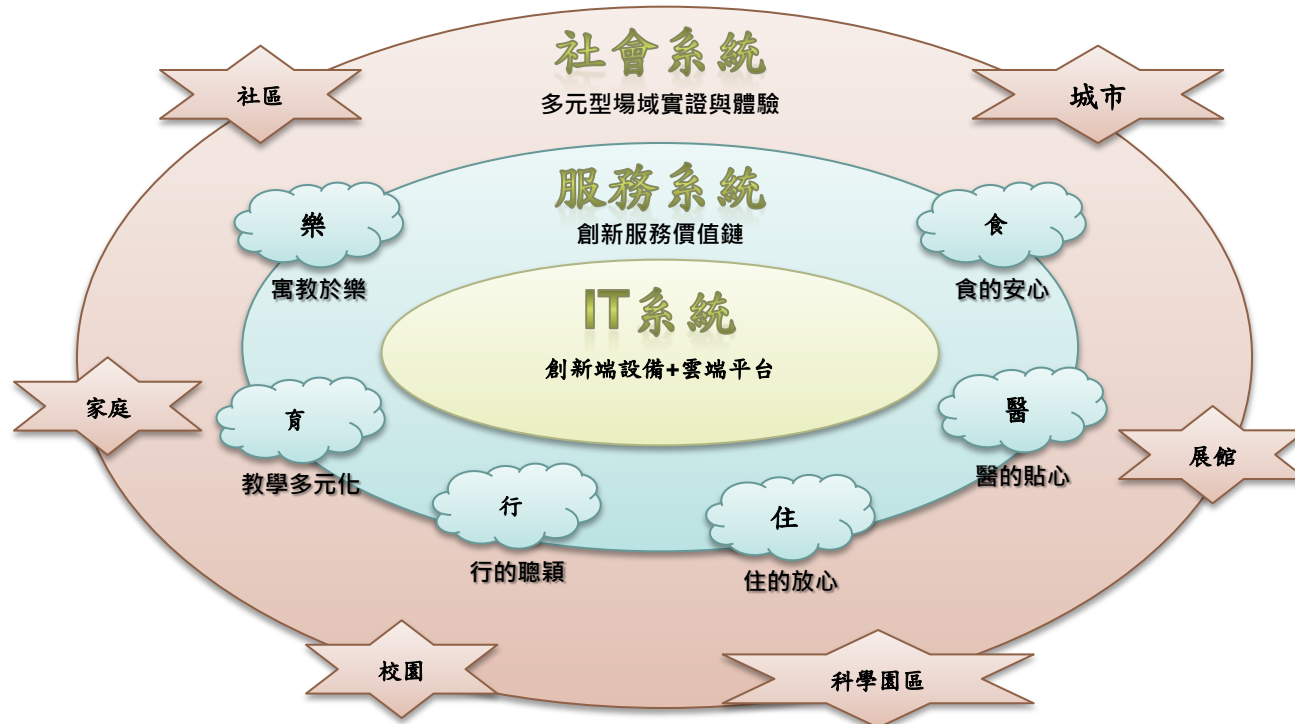 社會系統
多元型場域實證與體驗
社區
城市
服務系統
創新服務價值鏈
樂
寓教於樂
食
食的安心
IT系統
創新端設備+雲端平台
家庭
育
教學多元化
醫
醫的貼心
展館
行
行的聰穎
住
住的放心
校園
科學園區